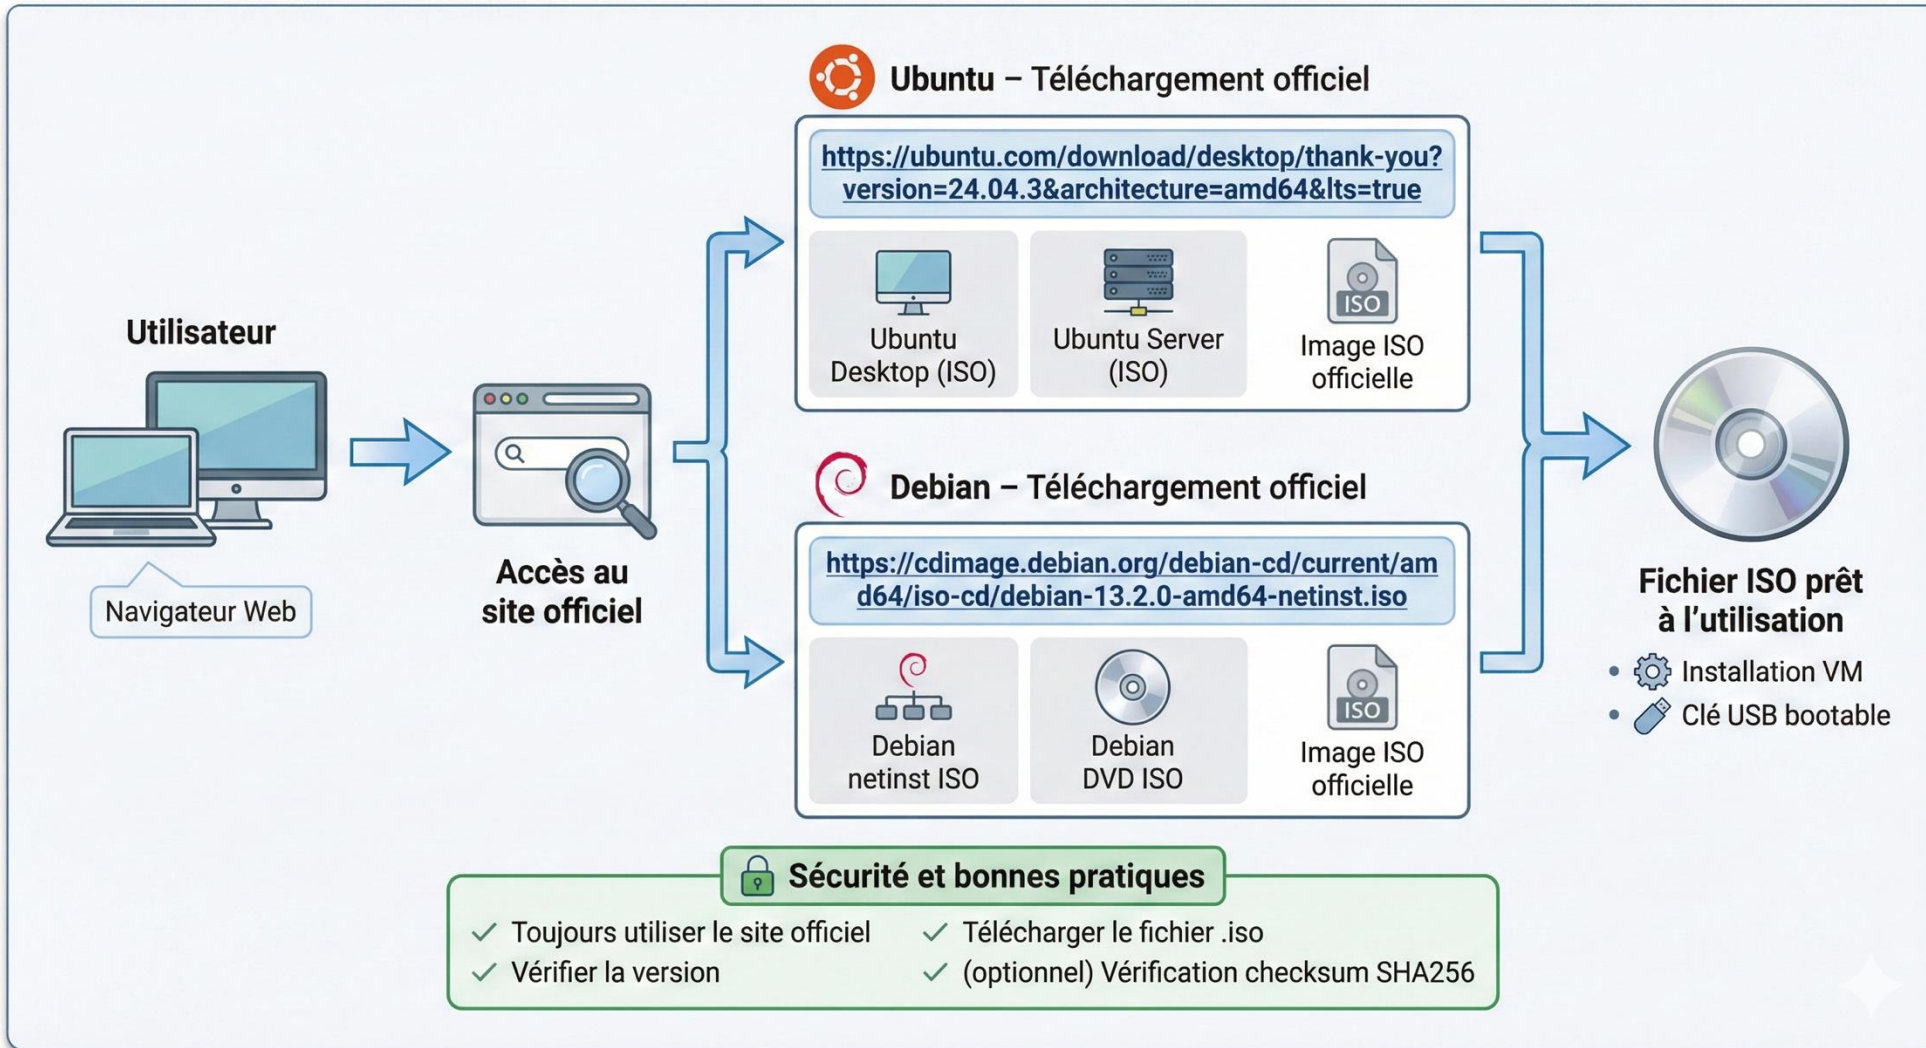 Ubuntu – Téléchargement officiel
https://ubuntu.com/download/desktop/thank-you?
version=24.04.3&architecture=amd64&lts=true
Ubuntu
Desktop (ISO)
Ubuntu Server
(ISO)
ISO
Image ISO
officielle
Utilisateur
Navigateur Web
Accès au
site officiel
Debian – Téléchargement officiel
https://cdimage.debian.org/debian-cd/current/am
d64/iso-cd/debian-13.2.0-amd64-netinst.iso
Debian
netinst ISO
Debian
DVD ISO
ISO
Image ISO
officielle
Fichier ISO prêt
à l'utilisation
• Installation VM
• Clé USB bootable
Sécurité et bonnes pratiques
✓ Toujours utiliser le site officiel
✓ Vérifier la version
✓ Télécharger le fichier .iso
✓ (optionnel) Vérification checksum SHA256